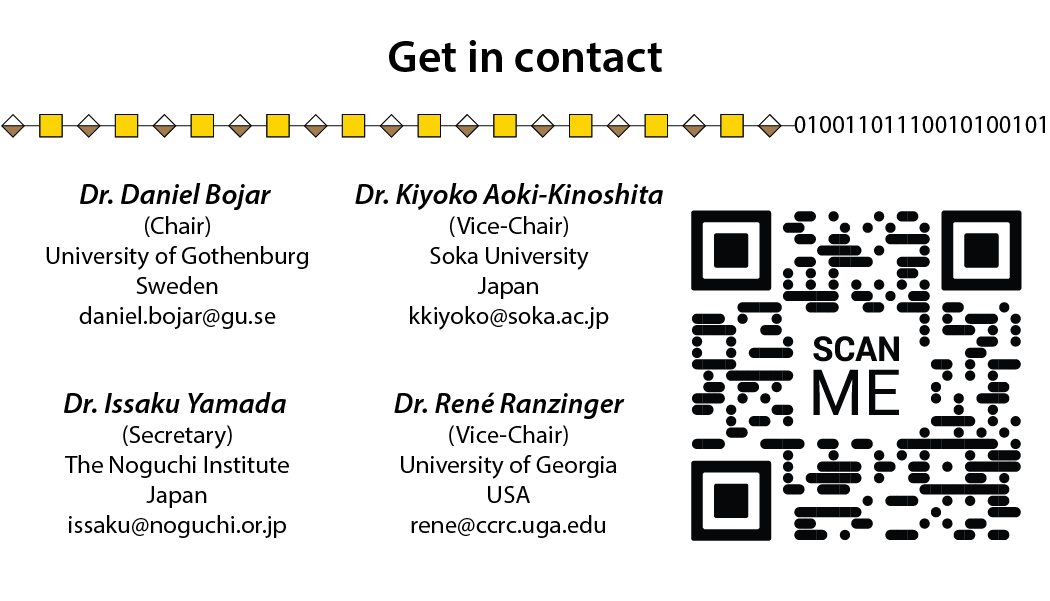 Get in contact
01001101110010100101
Dr. Daniel Bojar
(Chair)
University of Gothenburg
Sweden
daniel.bojar@gu.se
Dr. Kiyoko Aoki-Kinoshita
(Vice-Chair)
Soka University
Japan
kkiyoko@soka.ac.jp
Dr. Issaku Yamada
(Secretary)
The Noguchi Institute
Japan
issaku@noguchi.or.jp
Dr. René Ranzinger
(Vice-Chair)
University of Georgia
USA
rene@ccrc.uga.edu
SCAN
ME